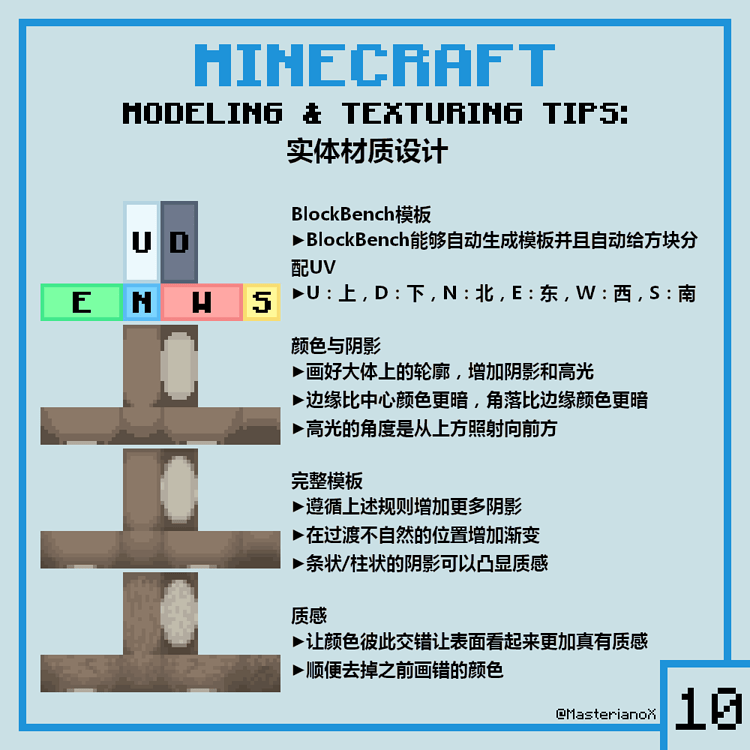 MINECRAFT
MODELING & TEXTURING TIPS:
实体材质设计
U D
E N W S
BlockBench模板
►BlockBench能够自动生成模板并且自动给方块分
配UV
►U：上，D：下，N：北，E：东，W：西，S：南
颜色与阴影
►画好大体上的轮廓，增加阴影和高光
►边缘比中心颜色更暗，角落比边缘颜色更暗
►高光的角度是从上方照射向前方
完整模板
►遵循上述规则增加更多阴影
►在过渡不自然的位置增加渐变
►条状/柱状的阴影可以凸显质感
质感
►让颜色彼此交错让表面看起来更加真有质感
►顺便去掉之前画错的颜色
@MasterianoX
10